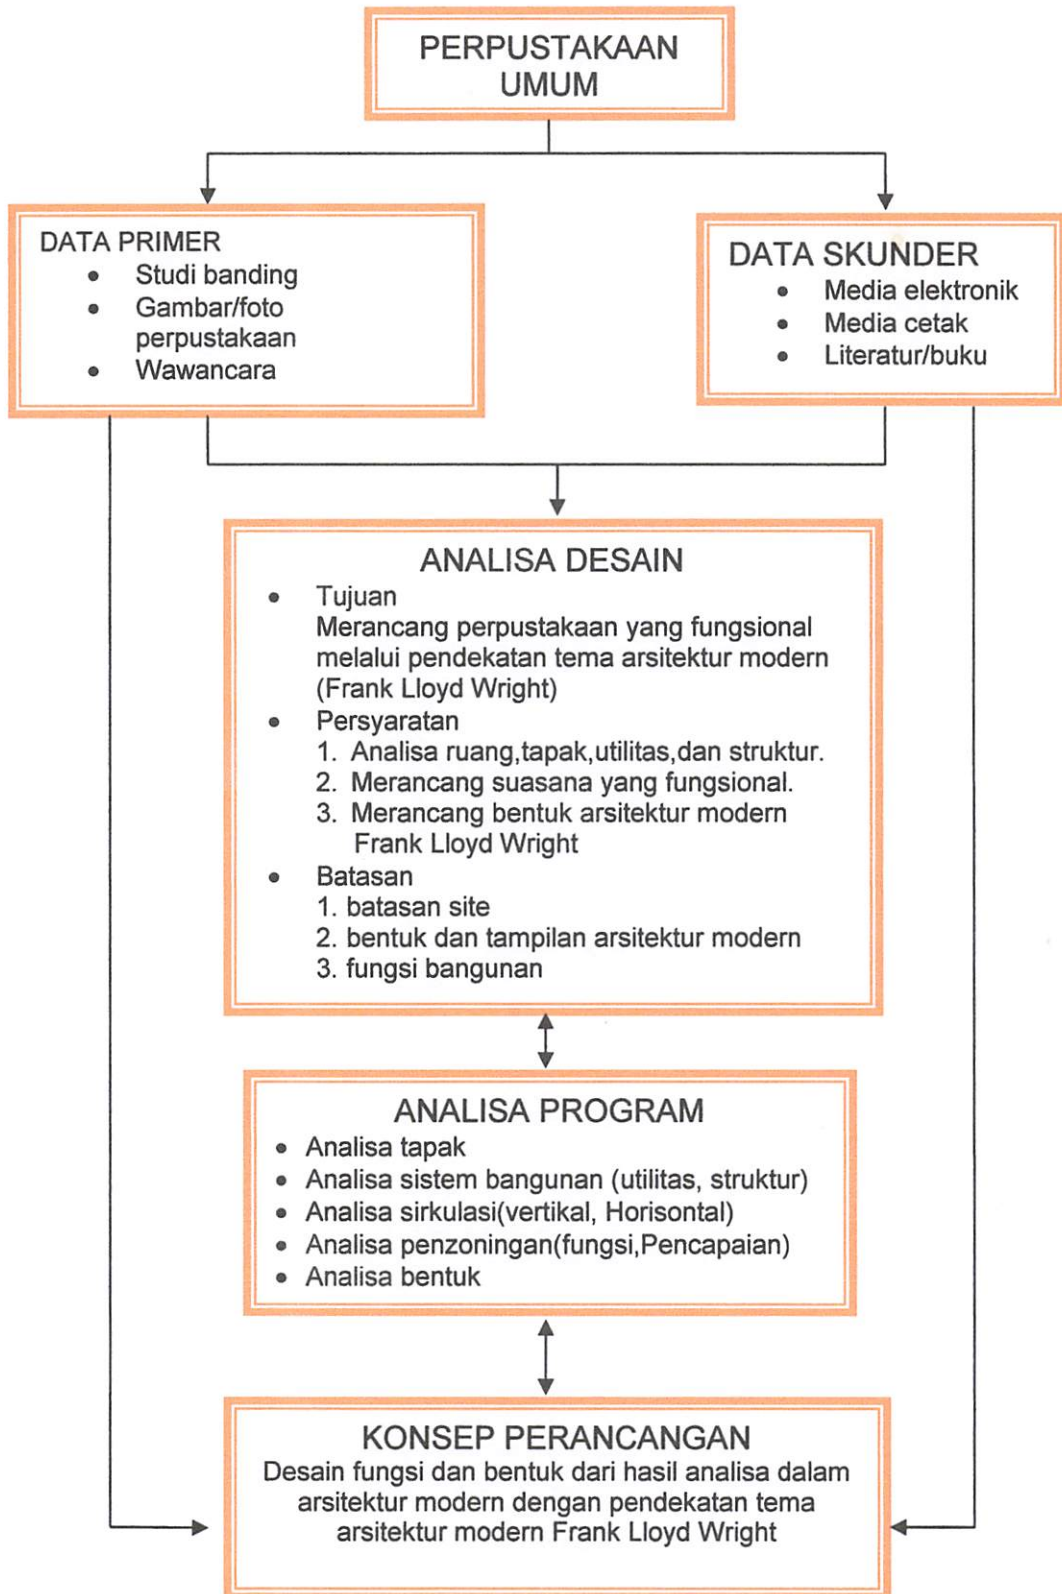 PERPUSTAKAAN
UMUM
DATA PRIMER
• Studi banding
• Gambar/foto
perpustakaan
• Wawancara
DATA SKUNDER
• Media elektronik
• Media cetak
• Literatur/buku
ANALISA DESAIN
• Tujuan
Merancang perpustakaan yang fungsional
melalui pendekatan tema arsitektur modern
(Frank Lloyd Wright)
• Persyaratan
1. Analisa ruang,tapak,utilitas,dan struktur.
2. Merancang suasana yang fungsional.
3. Merancang bentuk arsitektur modern
Frank Lloyd Wright
• Batasan
1. batasan site
2. bentuk dan tampilan arsitektur modern
3. fungsi bangunan
ANALISA PROGRAM
• Analisa tapak
• Analisa sistem bangunan (utilitas, struktur)
• Analisa sirkulasi(vertikal, Horisontal)
• Analisa penzoningan(fungsi,Pencapaian)
• Analisa bentuk
KONSEP PERANCANGAN
Desain fungsi dan bentuk dari hasil analisa dalam
arsitektur modern dengan pendekatan tema
arsitektur modern Frank Lloyd Wright